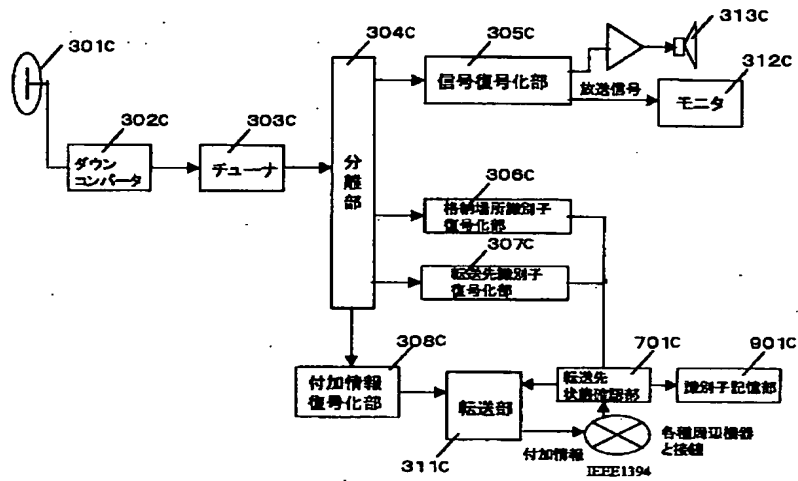 301C
302C
ダウン
コンバータ
303C
チューナ
304C
分離部
305C
信号復号化部
313C
放送信号
312C
モニタ
306C
格納場所識別子
復号化部
307C
転送先識別子
復号化部
308C
付加情報
復号化部
311C
転送部
701C
転送先
状態確認部
901C
識別子記憶部
付加情報
IEEE1394
各種周辺機器
と接続